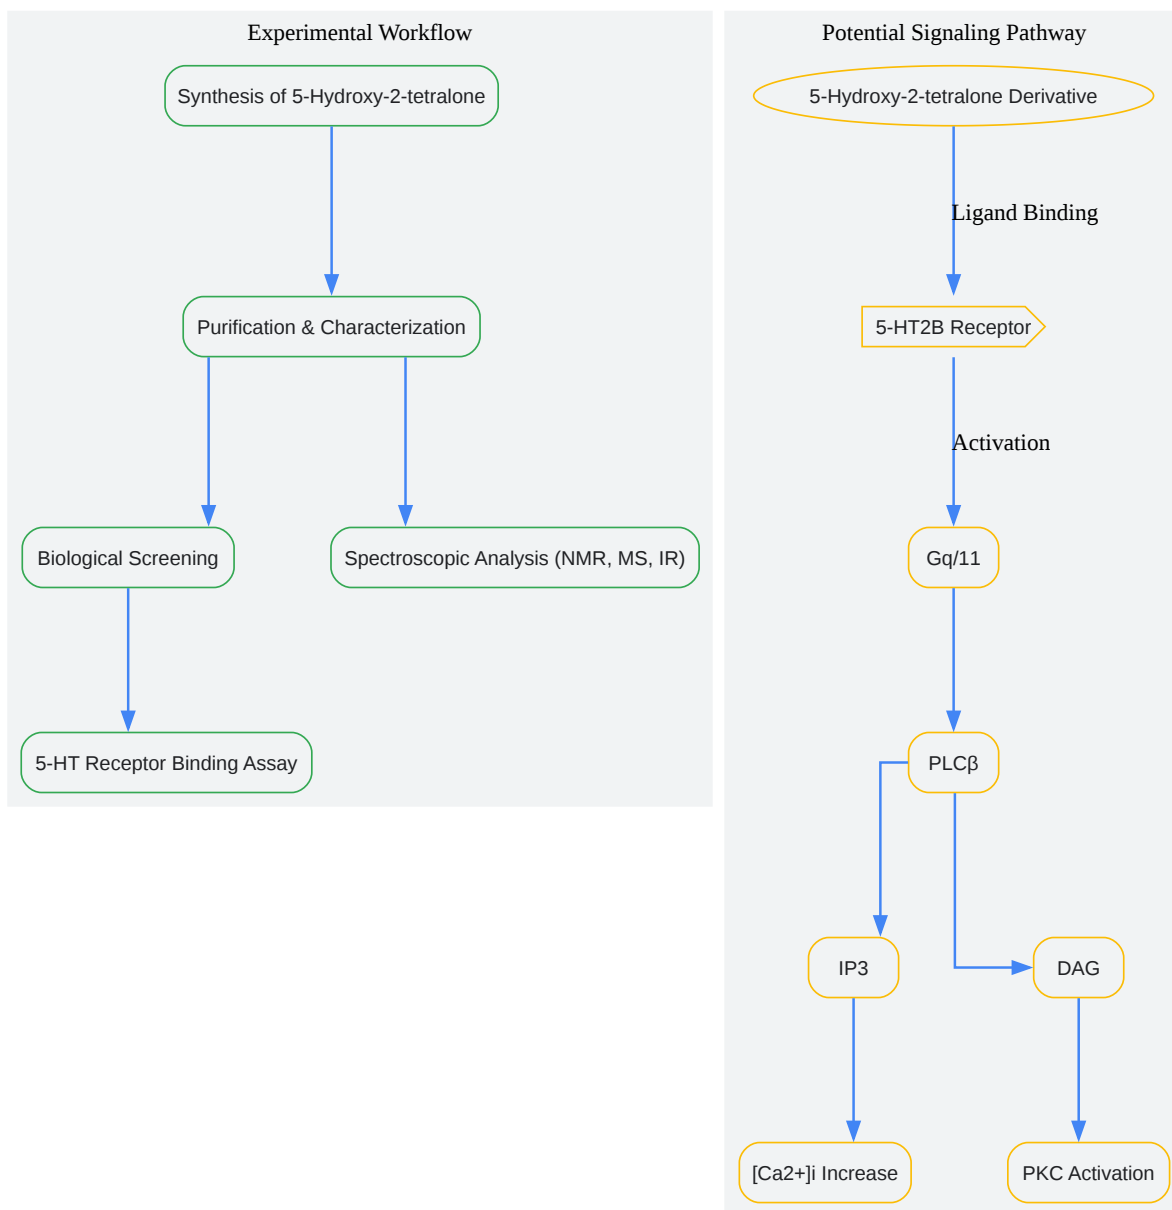 Experimental Workflow
Synthesis of 5-Hydroxy-2-tetralone
Purification & Characterization
Biological Screening
Spectroscopic Analysis (NMR, MS, IR)
5-HT Receptor Binding Assay
Potential Signaling Pathway
5-Hydroxy-2-tetralone Derivative
Ligand Binding
5-HT2B Receptor
Activation
Gq/11
PLCβ
IP3
DAG
[Ca2+]i Increase
PKC Activation